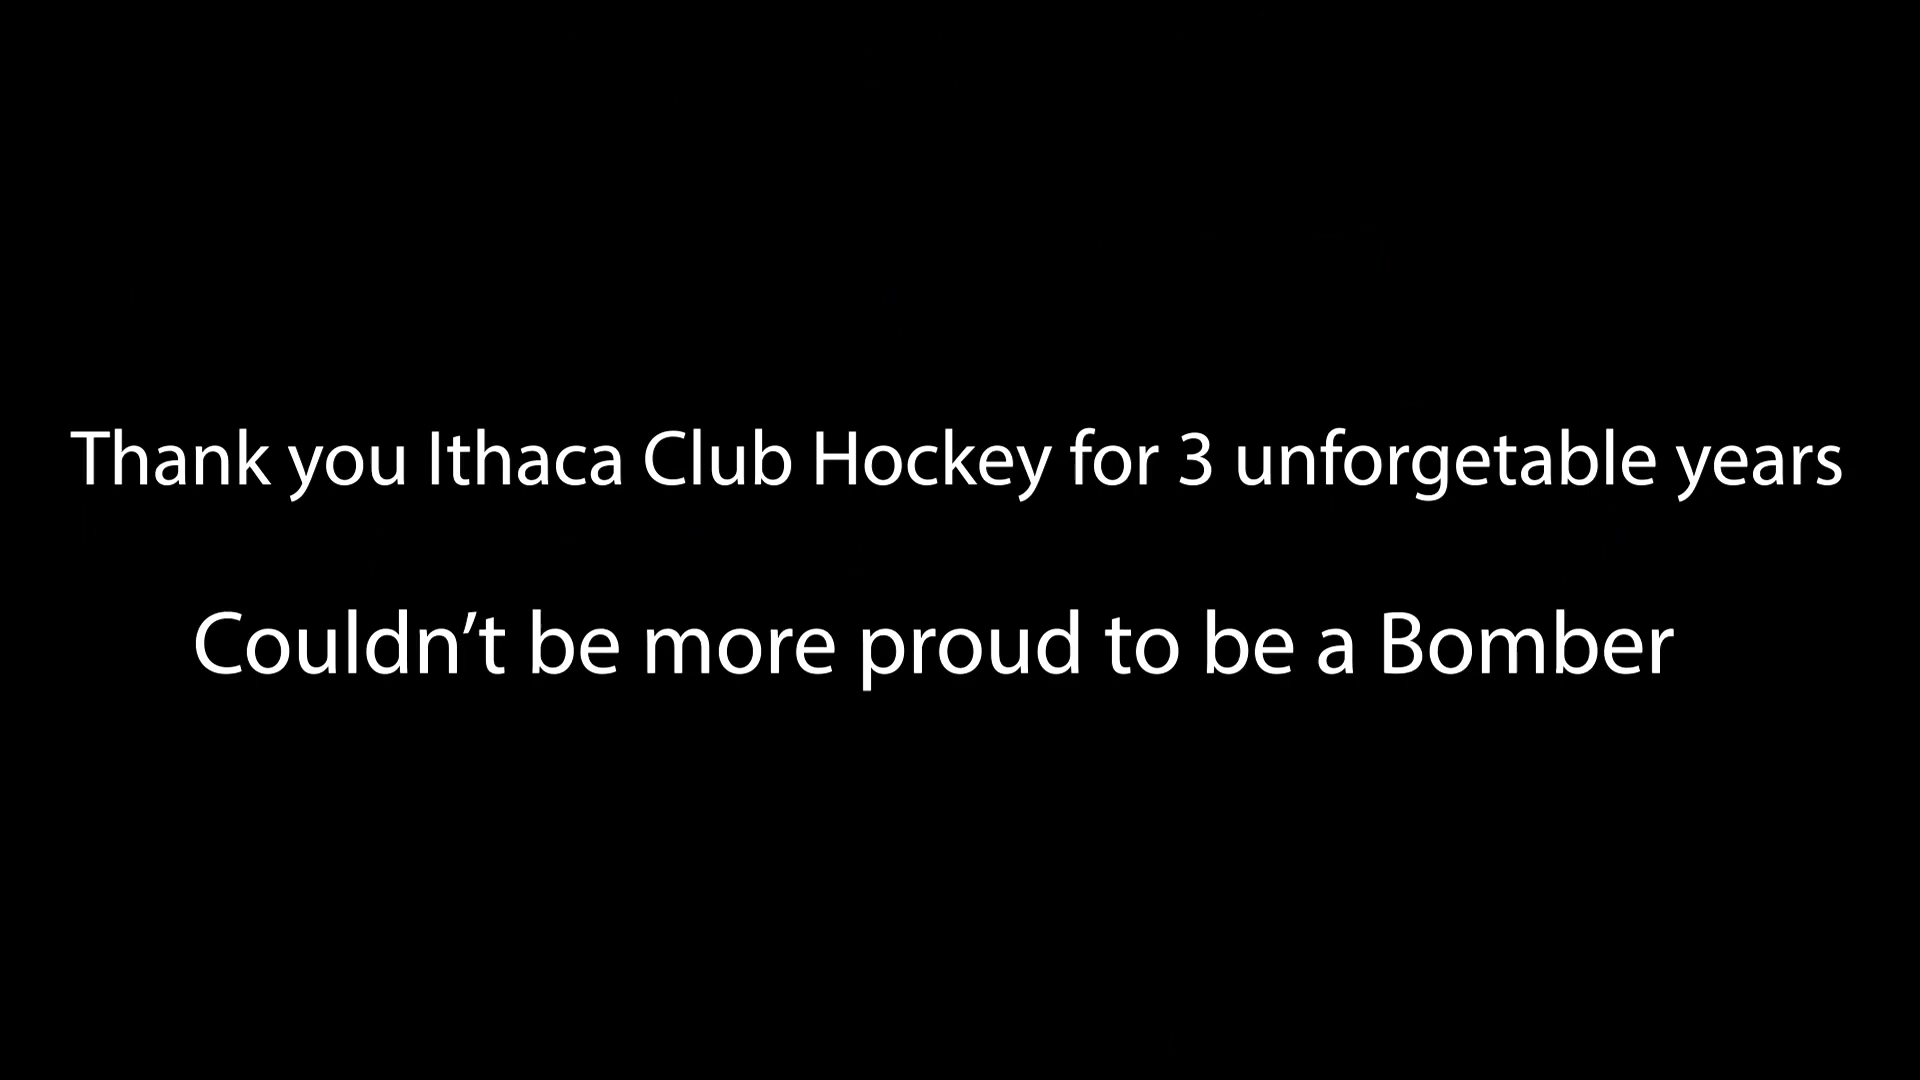 Thank you Ithaca Club Hockey for 3 unforgetable years
Couldn’t be more proud to be a Bomber